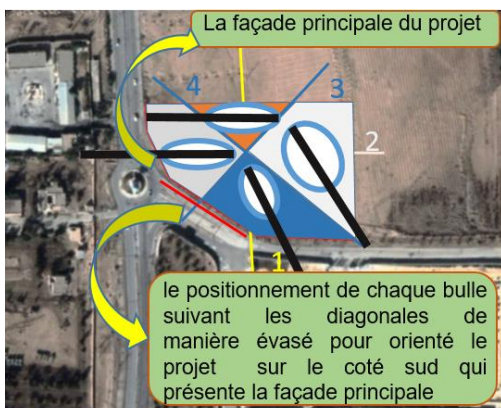 La façade principale du projet
4
3
2
1
le positionnement de chaque bulle
suivant les diagonales de
manière évasé pour orienté le
projet sur le coté sud qui
présente la façade principale